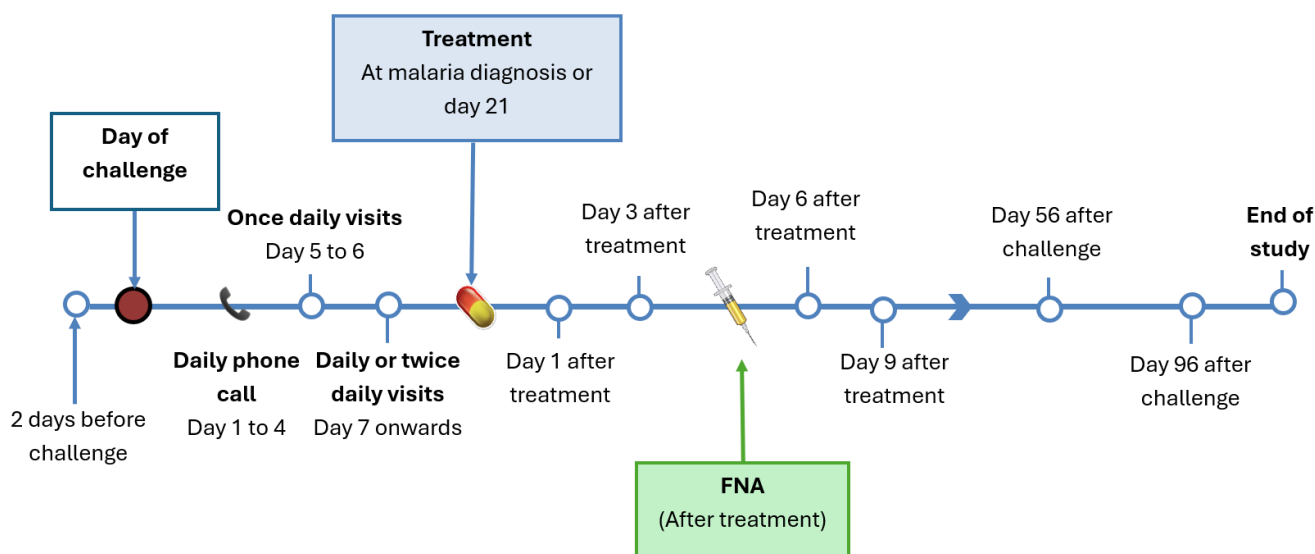 Treatment
At malaria diagnosis or
day 21
Day of
challenge
Once daily visits
Day 5 to 6
Day 3 after
treatment
Day 6 after
treatment
Day 56 after
challenge
End of
study
2 days before
challenge
Daily phone
call
Day 1 to 4
Daily or twice
daily visits
Day 7 onwards
Day 1 after
treatment
Day 9 after
treatment
Day 96 after
challenge
FNA
(After treatment)